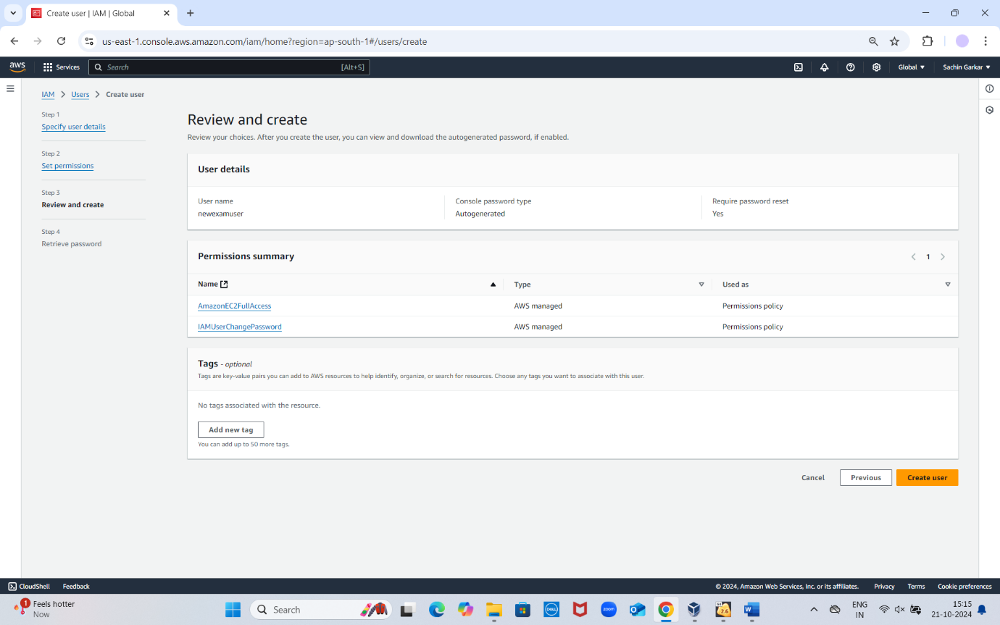 Create user | IAM | Global
us-east-1.console.aws.amazon.com/iam/home?region=ap-south-1#/users/create
aws Services Search [Alt+S] Global Sachin Garkar
IAM Users Create user
Step 1
Specify user details
Step 2
Set permissions
Step 3
Review and create
Step 4
Retrieve password
Review and create
Review your choices. After you create the user, you can view and download the autogenerated password, if enabled.
User details
User name Console password type Require password reset
newexamuser Autogenerated Yes
Permissions summary 1
Name Type Used as
AmazonEC2FullAccess AWS managed Permissions policy
IAMUserChangePassword AWS managed Permissions policy
Tags - optional
Tags are key-value pairs you can add to AWS resources to help identify, organize, or search for resources. Choose any tags you want to associate with this user.
No tags associated with the resource.
Add new tag
You can add up to 50 more tags.
Cancel Previous Create user
CloudShell Feedback © 2024, Amazon Web Services, Inc. or its affiliates. Privacy Terms Cookie preferences
1 Feels hotter
Now
Search
DELL
zoom
2.6
W
ENG
IN
15:15
21-10-2024